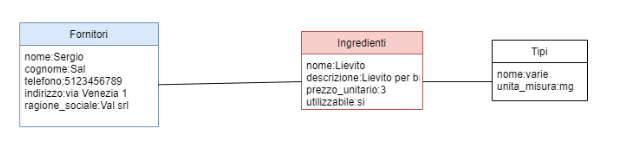 Fornitori
nome:Sergio
cognome:Sal
telefono:5123456789
indirizzo:via Venezia 1
ragione_sociale:Val srl
Ingredienti
nome:Lievito
descrizione:Lievito per bi
prezzo_unitario:3
utilizzabile:si
Tipi
nome:varie
unita_misura:mg